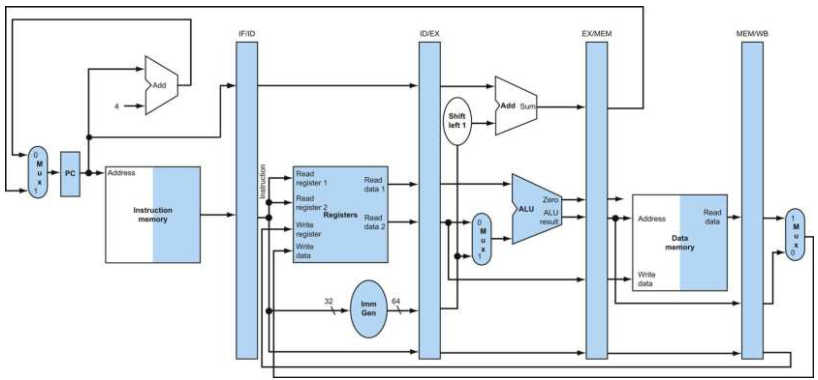 IF/ID
ID/EX
EX/MEM
MEM/WB
Add
4
Add Sum
Shift
left 1
0
M
u
x
1
PC
Address
Instruction
memory
Instruction
Read
register 1
Read
register 2
Write
register
Write
data
Registers
Read
data 1
Read
data 2
0
M
u
x
1
ALU
Zero
ALU
result
Address
Write
data
Data
memory
Read
data
1
M
u
x
0
32
Imm
Gen
64